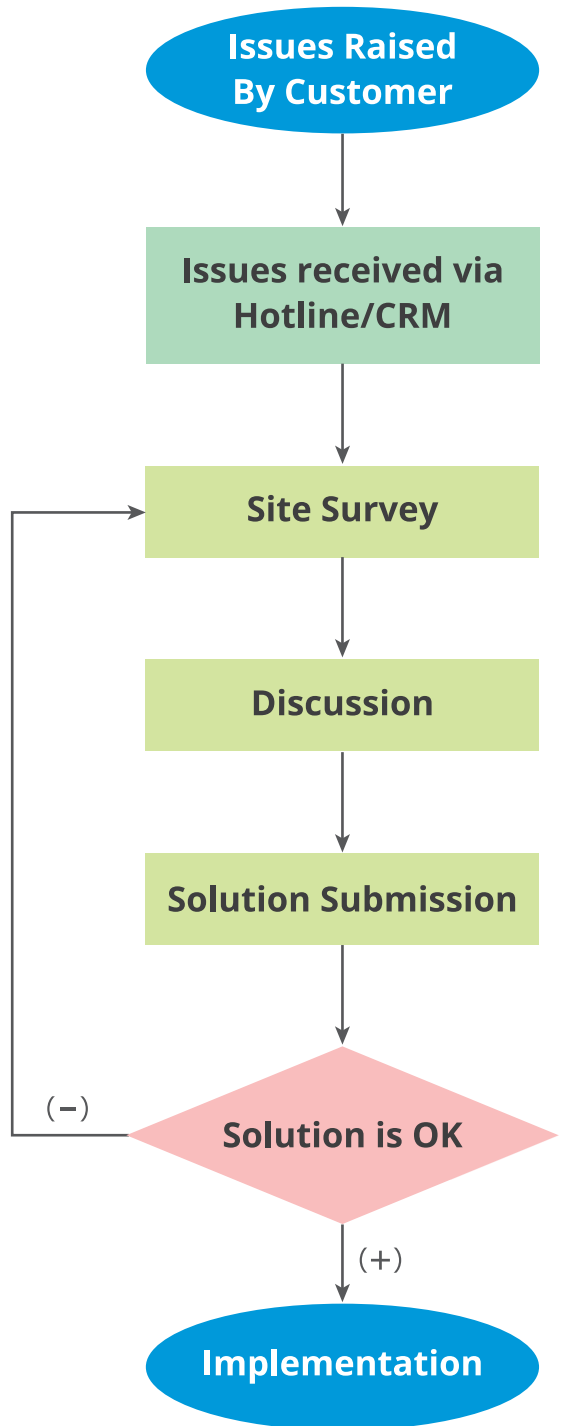 Issues Raised
By Customer
Issues received via
Hotline/CRM
Site Survey
Discussion
Solution Submission
(−)
Solution is OK
(+)
Implementation